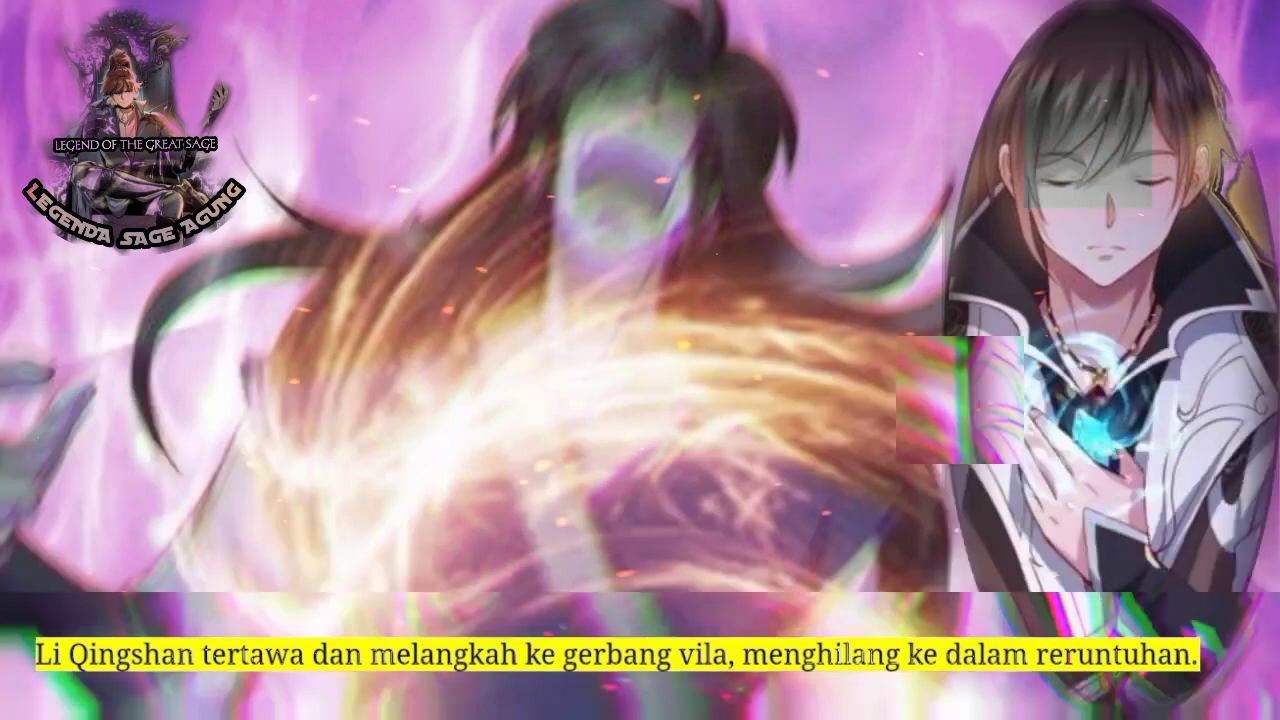 LEGEND OF THE GREAT SAGE
LEGENDA SAGE AGUNG
Li Qingshan tertawa dan melangkah ke gerbang vila, menghilang ke dalam reruntuhan.